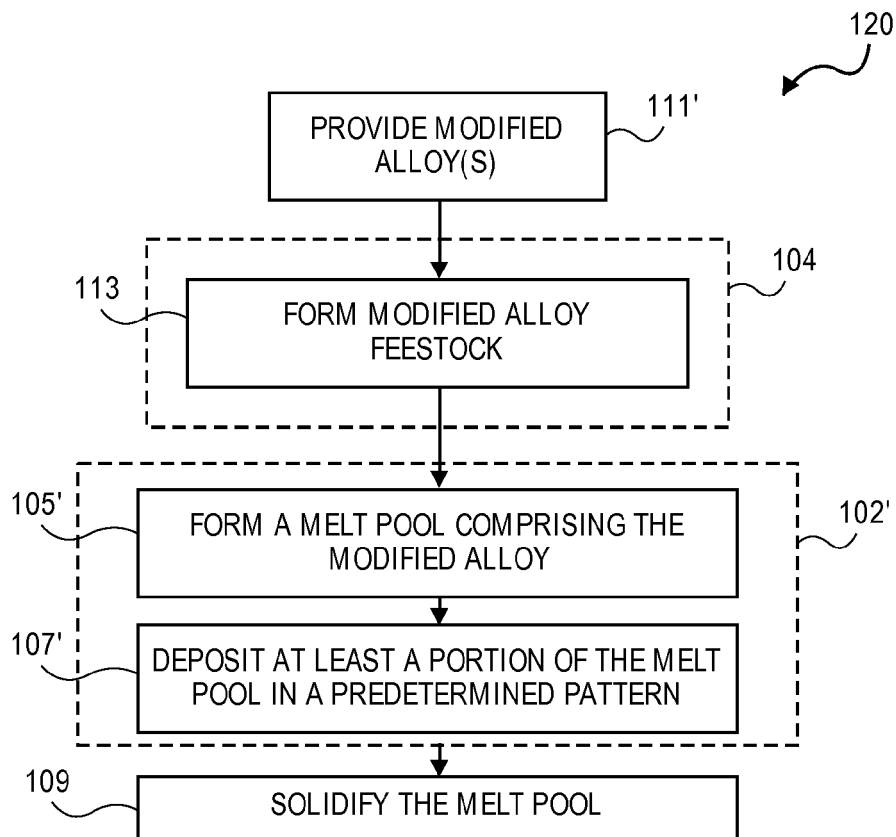 120
PROVIDE MODIFIED
ALLOY(S)
111'
104
113
FORM MODIFIED ALLOY
FEESTOCK
105'
FORM A MELT POOL COMPRISING THE
MODIFIED ALLOY
102'
107'
DEPOSIT AT LEAST A PORTION OF THE MELT
POOL IN A PREDETERMINED PATTERN
109
SOLIDIFY THE MELT POOL